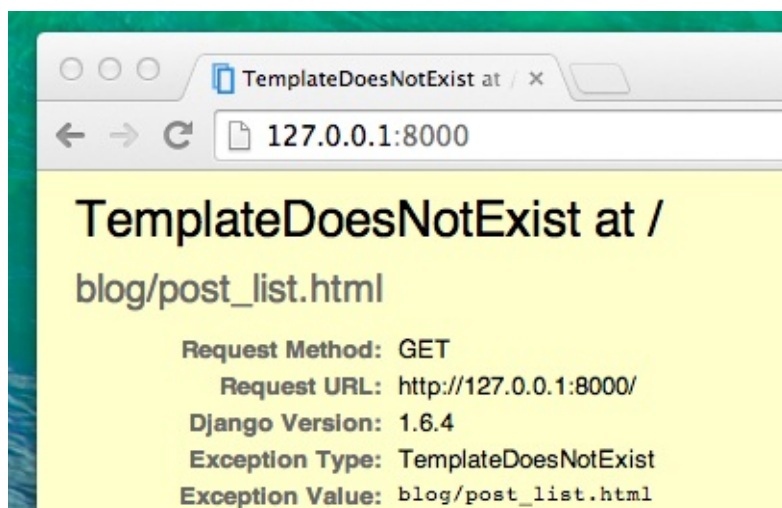 TemplateDoesNotExist at /
127.0.0.1:8000
TemplateDoesNotExist at /
blog/post_list.html
Request Method: GET
Request URL: http://127.0.0.1:8000/
Django Version: 1.6.4
Exception Type: TemplateDoesNotExist
Exception Value: blog/post_list.html